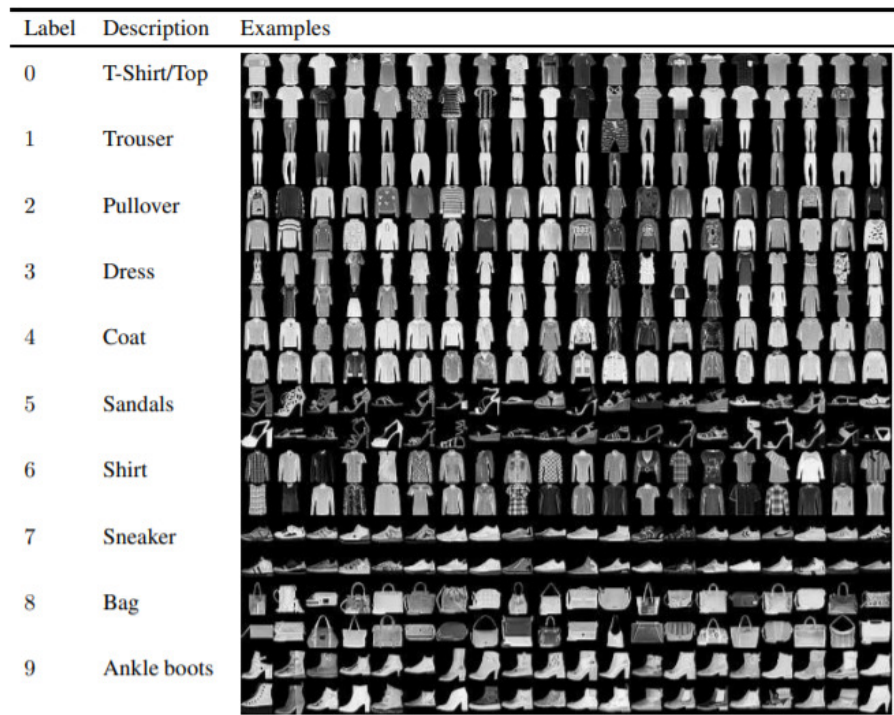 Label Description Examples
0 T-Shirt/Top
1 Trouser
2 Pullover
3 Dress
4 Coat
5 Sandals
6 Shirt
7 Sneaker
8 Bag
9 Ankle boots